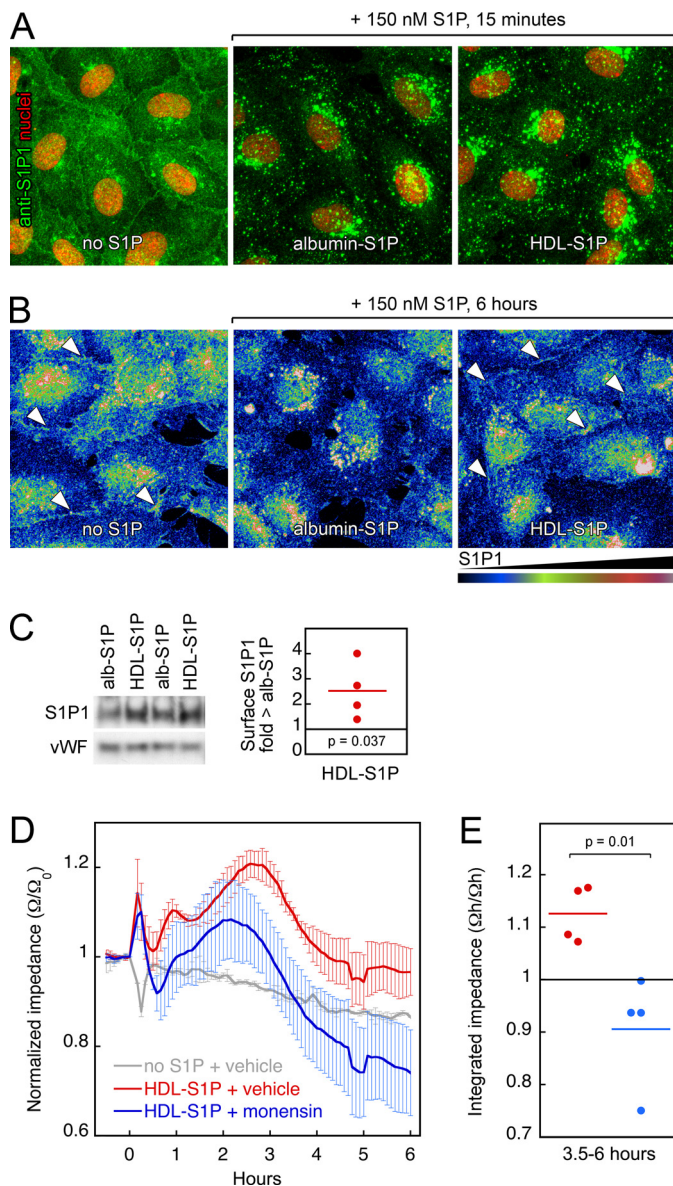 A
+ 150 nM S1P, 15 minutes
anti-S1P1 nuclei
no S1P
albumin-S1P
HDL-S1P
B
+ 150 nM S1P, 6 hours
no S1P
albumin-S1P
HDL-S1P
S1P1
C
alb-S1P
HDL-S1P
alb-S1P
HDL-S1P
S1P1
vWF
Surface S1P1
fold > alb-S1P
4
3
2
1
0
p = 0.037
HDL-S1P
D
Normalized impedance (Ω/Ω₀)
1.2
1
0.8
0.6
no S1P + vehicle
HDL-S1P + vehicle
HDL-S1P + monensin
0 1 2 3 4 5 6
Hours
E
Integrated impedance (Ωh/Ωh)
p = 0.01
1.2
1.1
1
0.9
0.8
0.7
3.5-6 hours